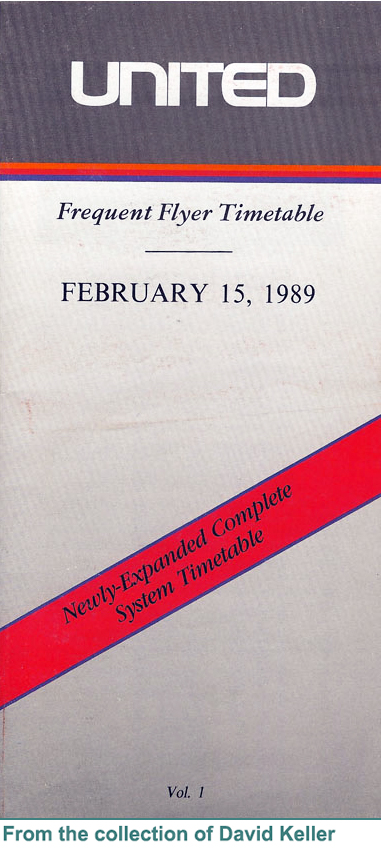 UNITED
Frequent Flyer Timetable
FEBRUARY 15, 1989
Newly-Expanded Complete
System Timetable
Vol. 1
From the collection of David Keller